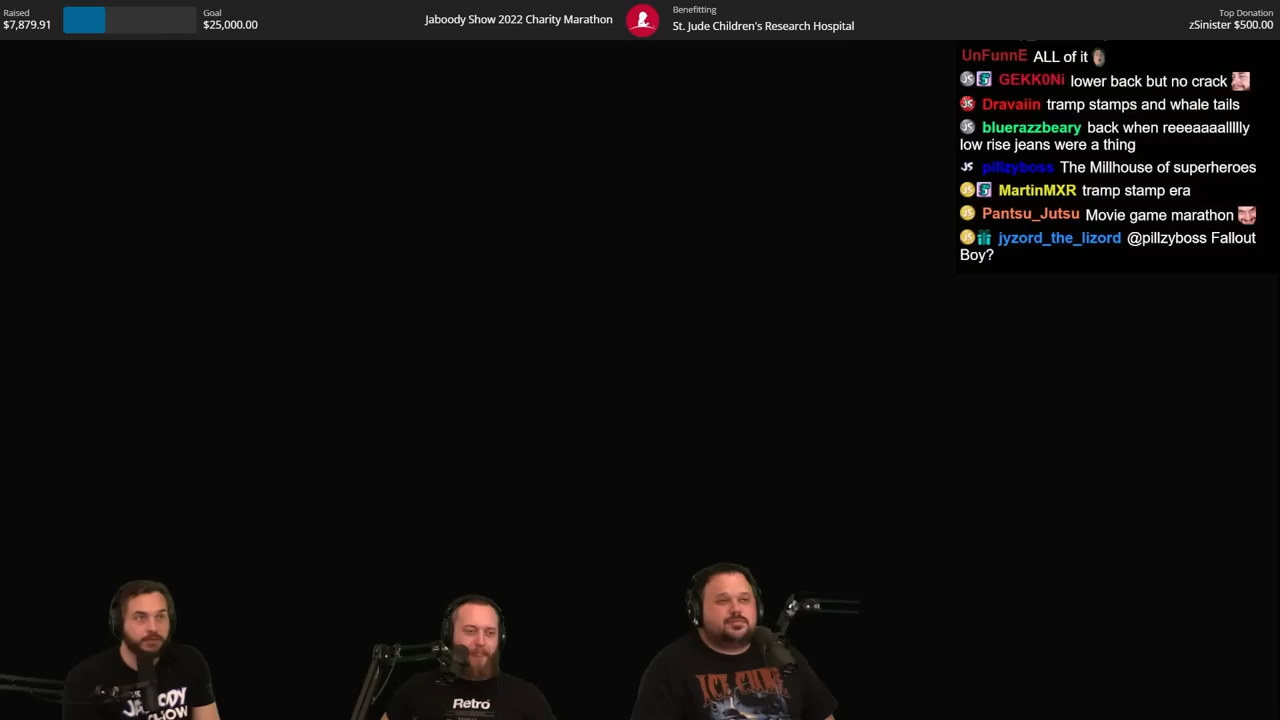 Raised
$7,879.91
Goal
$25,000.00
Jaboody Show 2022 Charity Marathon
Benefitting
St. Jude Children's Research Hospital
Top Donation
zSinister $500.00
UnFunnE ALL of it
GEKK0Ni lower back but no crack
Dravaiin tramp stamps and whale tails
bluerazzbeary back when reeeaaaalllly
low rise jeans were a thing
pillzyboss The Millhouse of superheroes
MartinMXR tramp stamp era
Pantsu_Jutsu Movie game marathon
jyzord_the_lizord @pillzyboss Fallout
Boy?
Retro
ICE CUBE